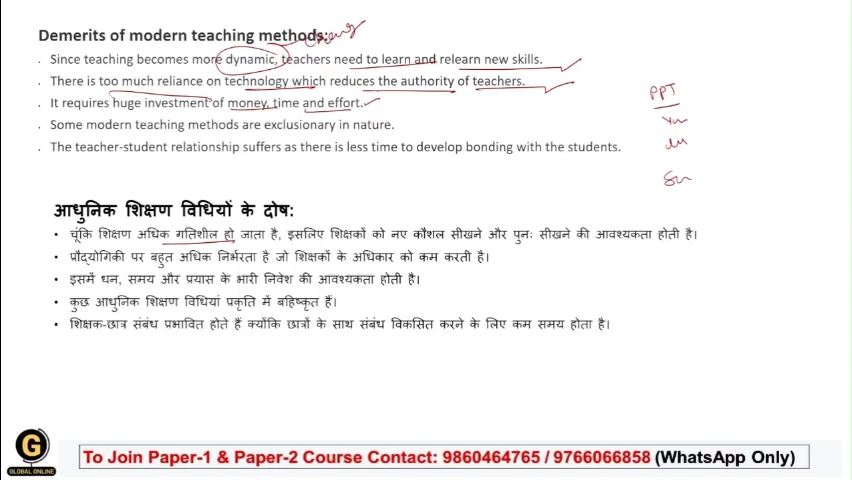 Demerits of modern teaching methods:
. Since teaching becomes more dynamic, teachers need to learn and relearn new skills.
. There is too much reliance on technology which reduces the authority of teachers.
. It requires huge investment of money, time and effort.
. Some modern teaching methods are exclusionary in nature.
. The teacher-student relationship suffers as there is less time to develop bonding with the students.
PPT
आधुनिक शिक्षण विधियों के दोष:
• चूंकि शिक्षण अधिक गतिशील हो जाता है, इसलिए शिक्षकों को नए कौशल सीखने और पुनः सीखने की आवश्यकता होती है।
• प्रौद्योगिकी पर बहुत अधिक निर्भरता है जो शिक्षकों के अधिकार को कम करती है।
• इसमें धन, समय और प्रयास के भारी निवेश की आवश्यकता होती है।
• कुछ आधुनिक शिक्षण विधियां प्रकृति में बहिष्कृत हैं।
• शिक्षक-छात्र संबंध प्रभावित होते हैं क्योंकि छात्रों के साथ संबंध विकसित करने के लिए कम समय होता है।
G
GLOBAL ONLINE
To Join Paper-1 & Paper-2 Course Contact: 9860464765 / 9766066858 (WhatsApp Only)